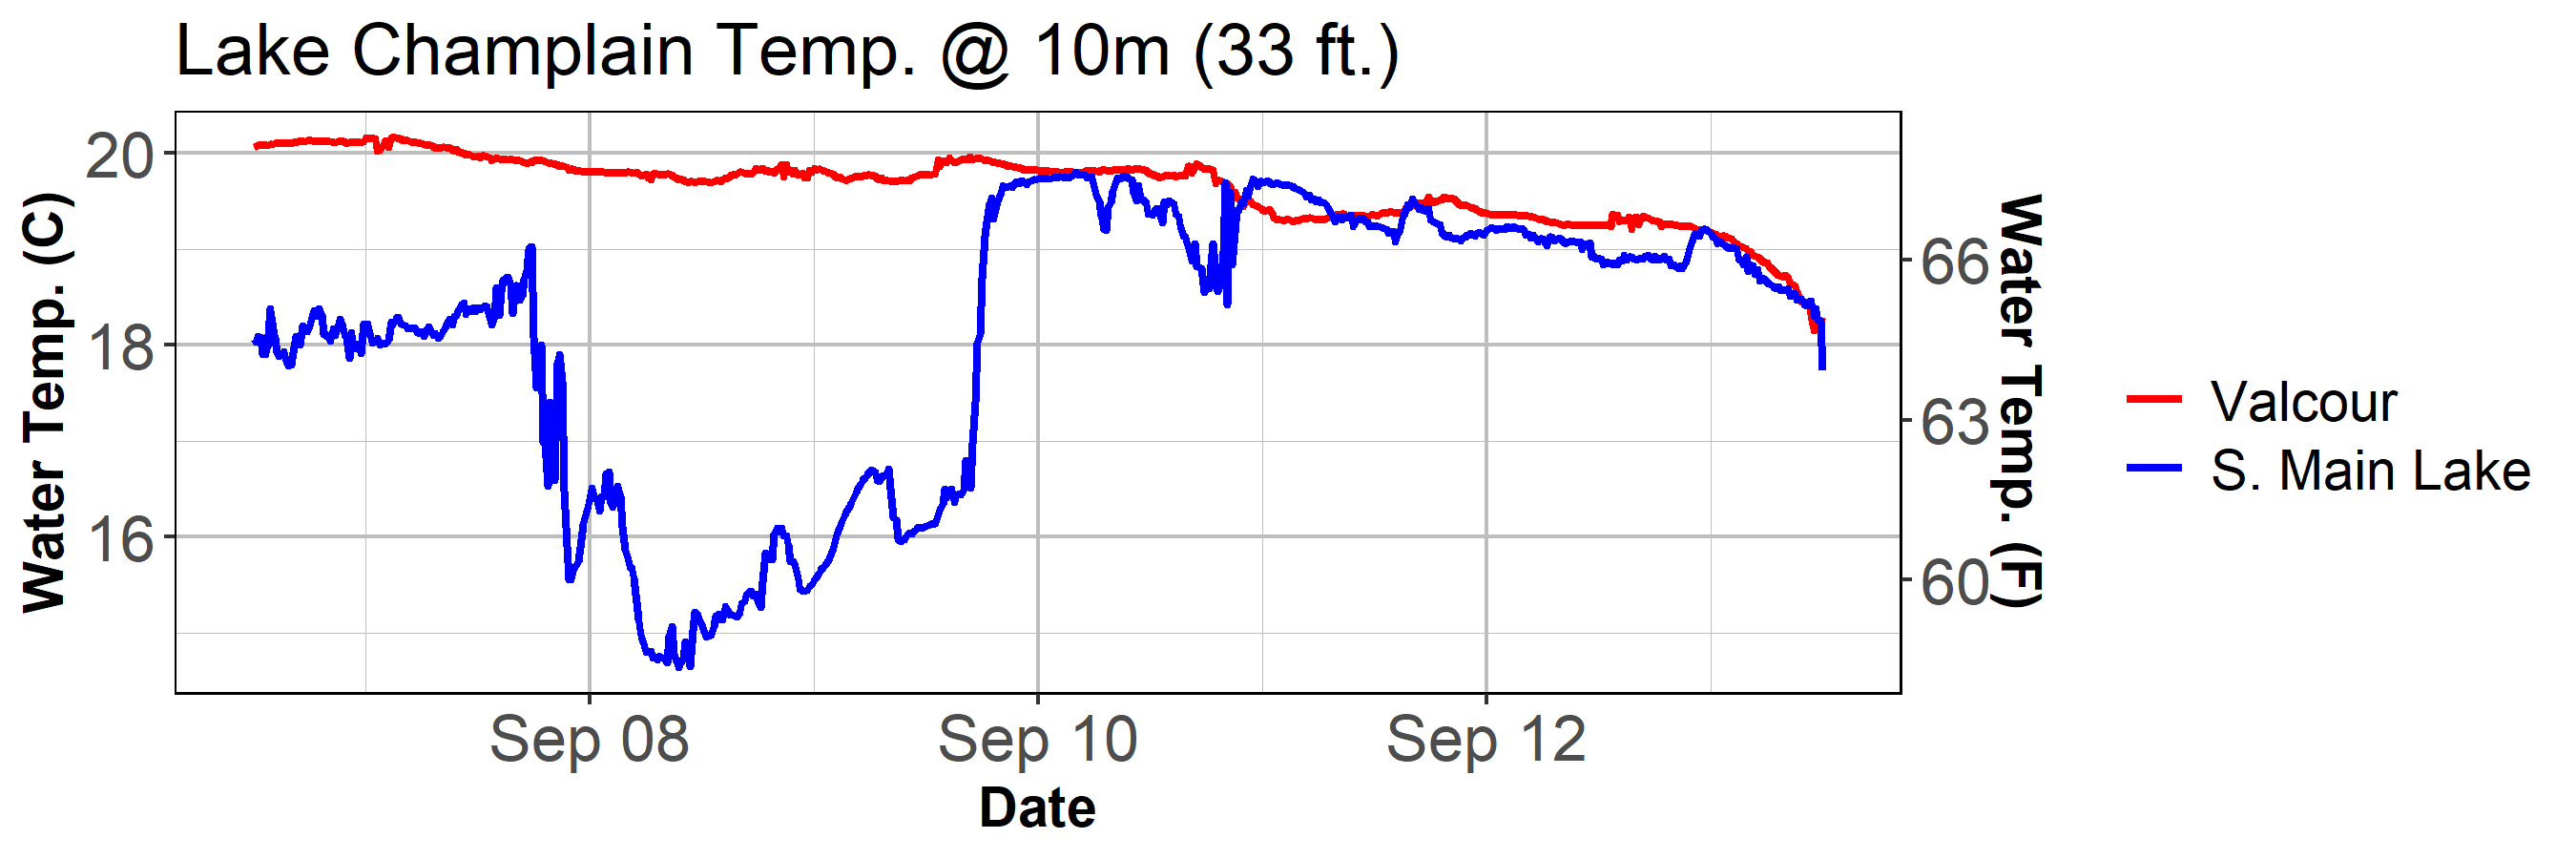 Lake Champlain Temp. @ 10m (33 ft.)
Water Temp. (C)
20
18
16
Water Temp. (F)
66
63
60
Sep 08
Sep 10
Sep 12
Date
Valcour
S. Main Lake